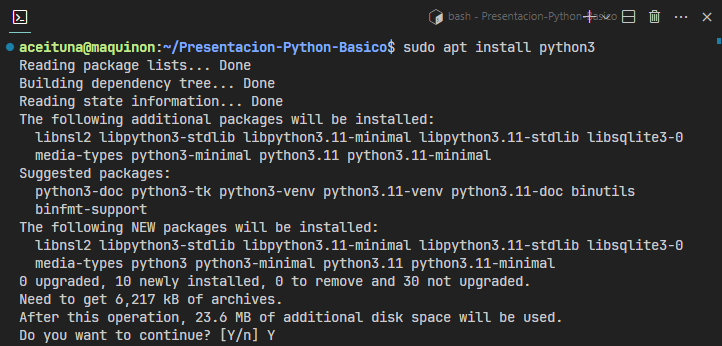 bash - Presentacion-Python-Basico
aceituna@maquinon:~/Presentacion-Python-Basico$ sudo apt install python3
Reading package lists... Done
Building dependency tree... Done
Reading state information... Done
The following additional packages will be installed:
  libnsl2 libpython3-stdlib libpython3.11-minimal libpython3.11-stdlib libsqlite3-0
  media-types python3-minimal python3.11 python3.11-minimal
Suggested packages:
  python3-doc python3-tk python3-venv python3.11-venv python3.11-doc binutils
  binfmt-support
The following NEW packages will be installed:
  libnsl2 libpython3-stdlib libpython3.11-minimal libpython3.11-stdlib libsqlite3-0
  media-types python3 python3-minimal python3.11 python3.11-minimal
0 upgraded, 10 newly installed, 0 to remove and 30 not upgraded.
Need to get 6,217 kB of archives.
After this operation, 23.6 MB of additional disk space will be used.
Do you want to continue? [Y/n] Y